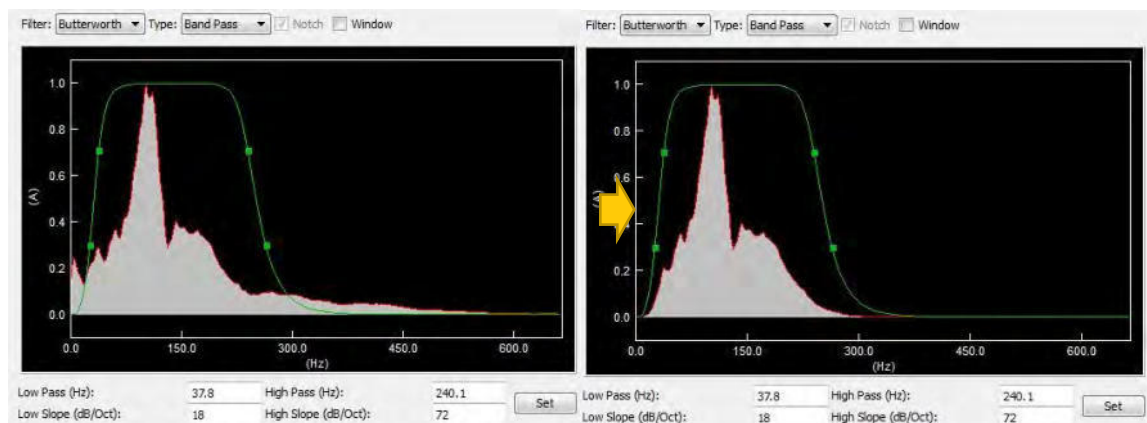 Filter: Butterworth Type: Band Pass Notch Window
1.0
0.8
0.6
0.4
0.2
0.0
(A)
0.0 150.0 300.0 450.0 600.0
(Hz)
Low Pass (Hz): 37.8 High Pass (Hz): 240.1 Set
Low Slope (dB/Oct): 18 High Slope (dB/Oct): 72
Filter: Butterworth Type: Band Pass Notch Window
1.0
0.8
0.6
0.2
0.0
0.0 150.0 300.0 450.0 600.0
(Hz)
Low Pass (Hz): 37.8 High Pass (Hz): 240.1 Set
Low Slope (dB/Oct): 18 High Slope (dB/Oct): 72